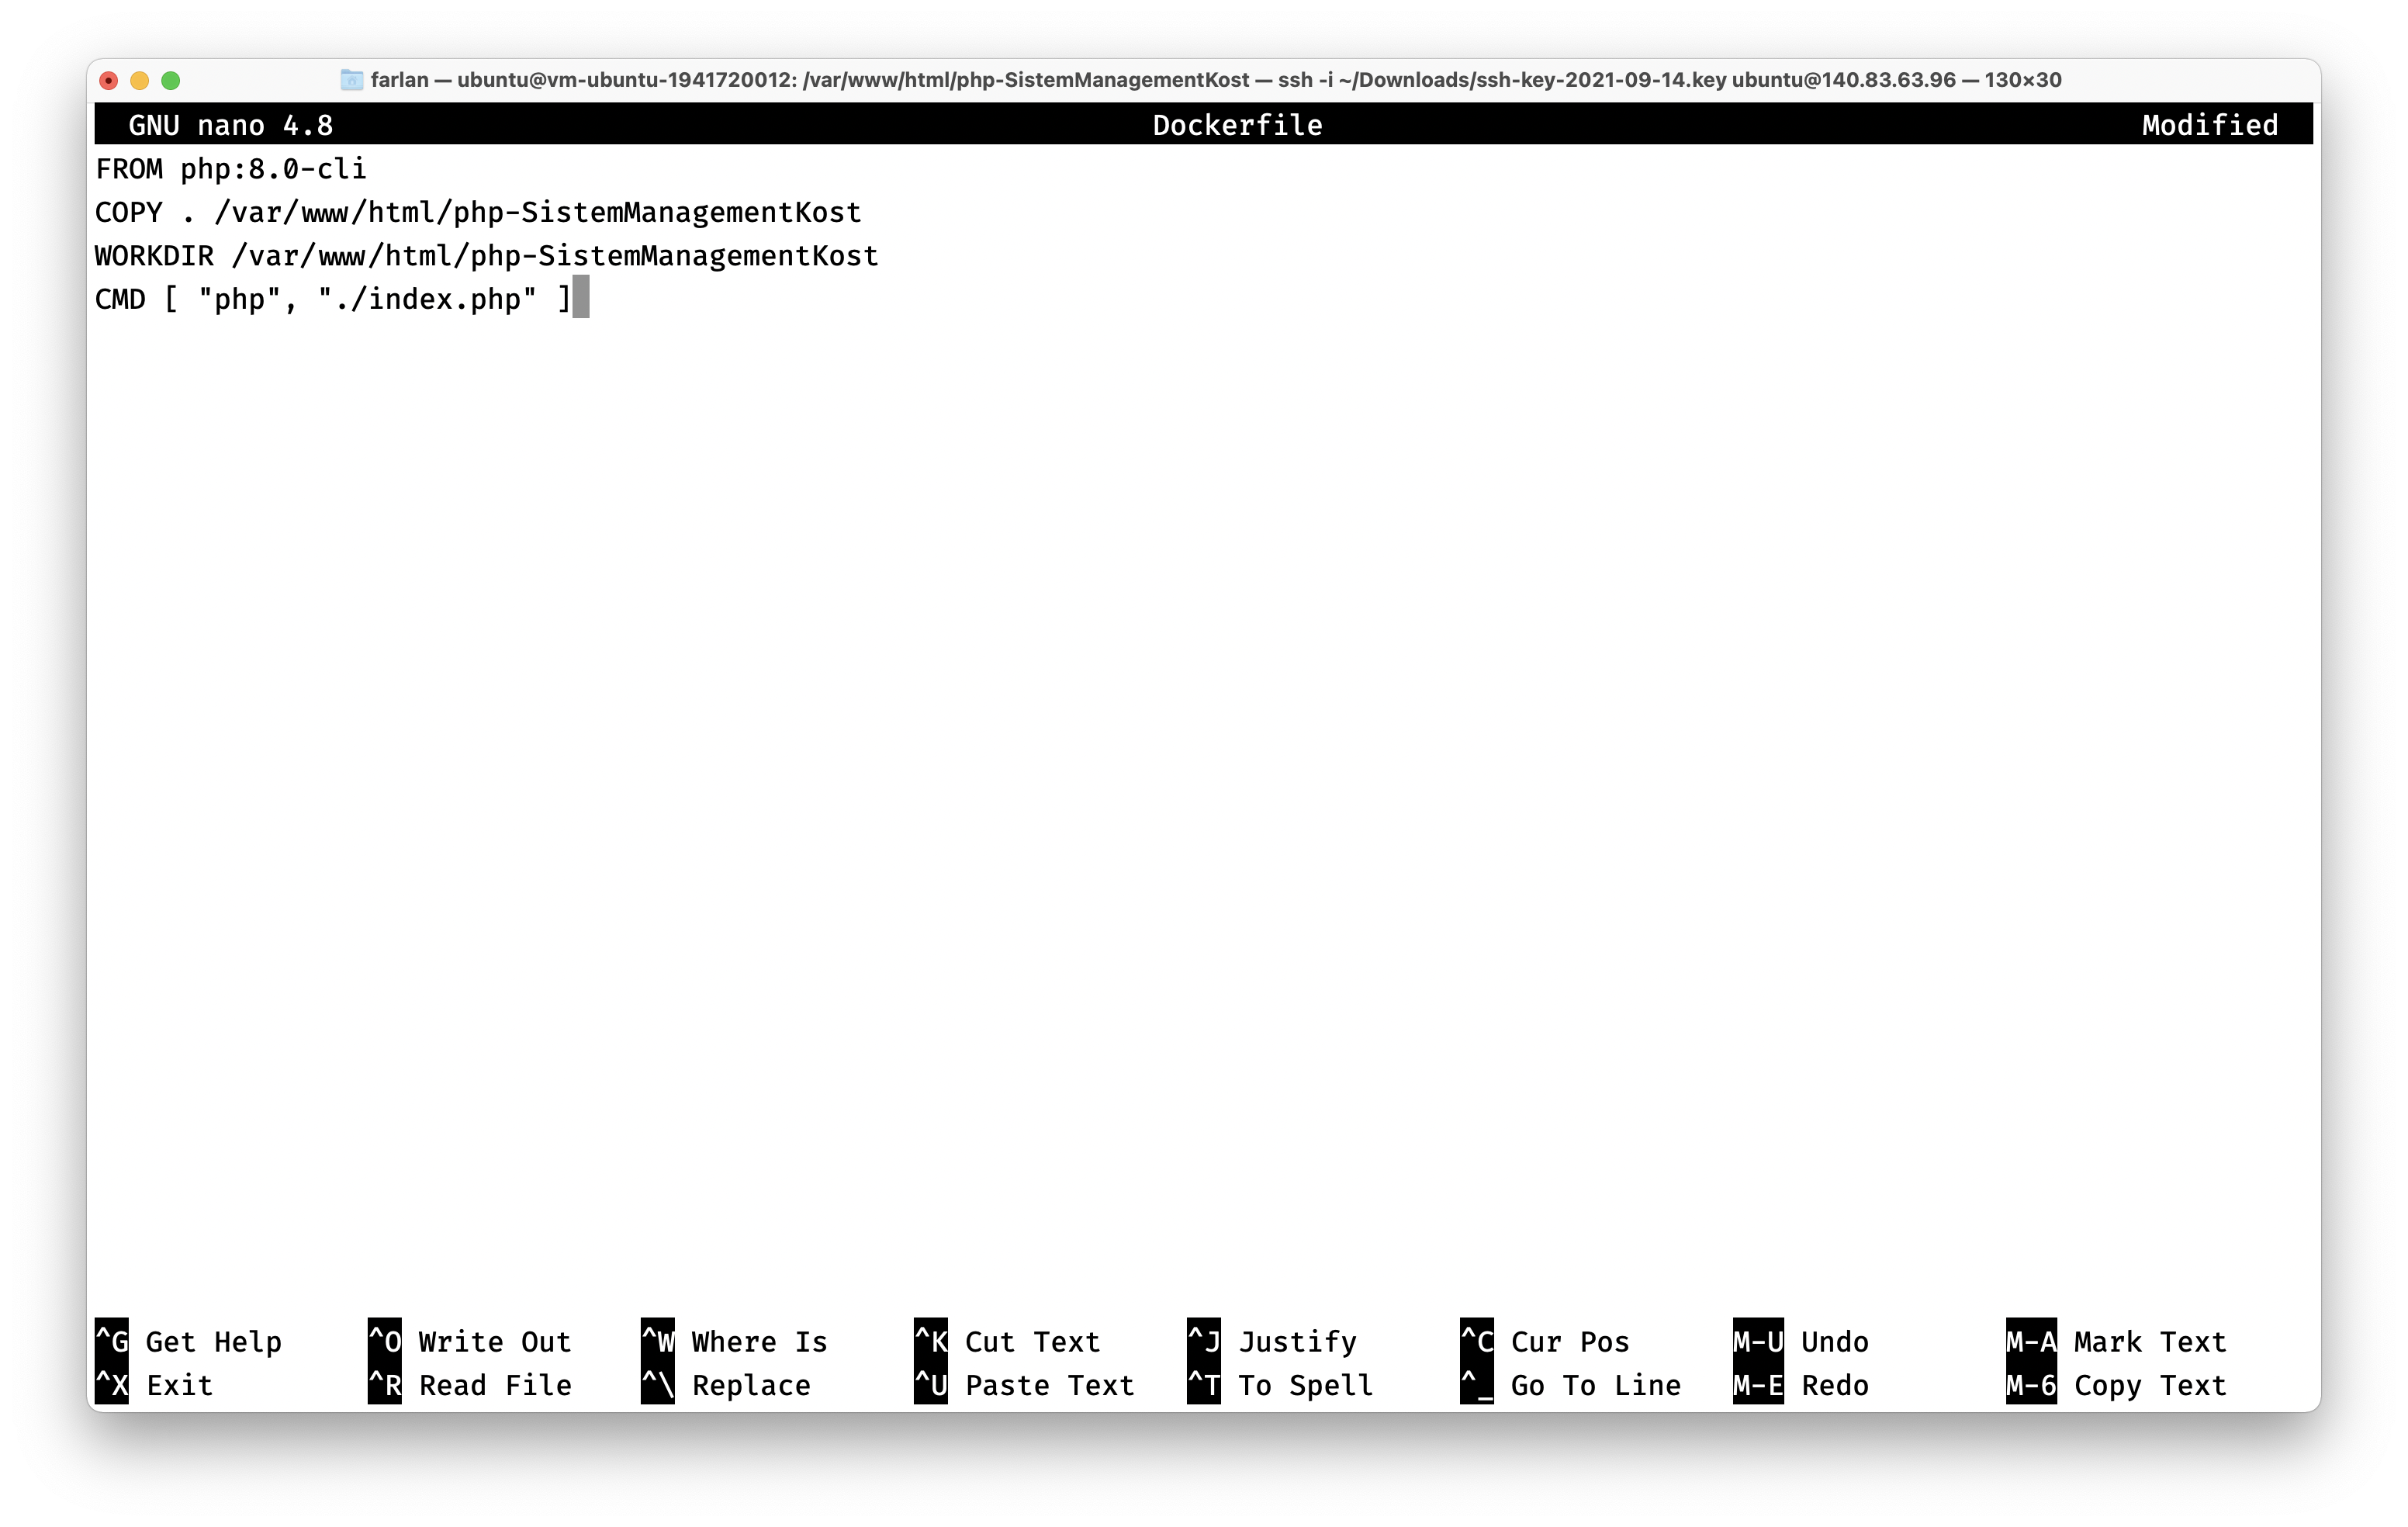 farlan — ubuntu@vm-ubuntu-1941720012: /var/www/html/php-SistemManagementKost — ssh -i ~/Downloads/ssh-key-2021-09-14.key ubuntu@140.83.63.96 — 130×30
GNU nano 4.8 Dockerfile Modified
FROM php:8.0-cli
COPY . /var/www/html/php-SistemManagementKost
WORKDIR /var/www/html/php-SistemManagementKost
CMD [ "php", "./index.php" ]
^G Get Help ^O Write Out ^W Where Is ^K Cut Text ^J Justify ^C Cur Pos M-U Undo M-A Mark Text
^X Exit ^R Read File ^\ Replace ^U Paste Text ^T To Spell ^_ Go To Line M-E Redo M-6 Copy Text